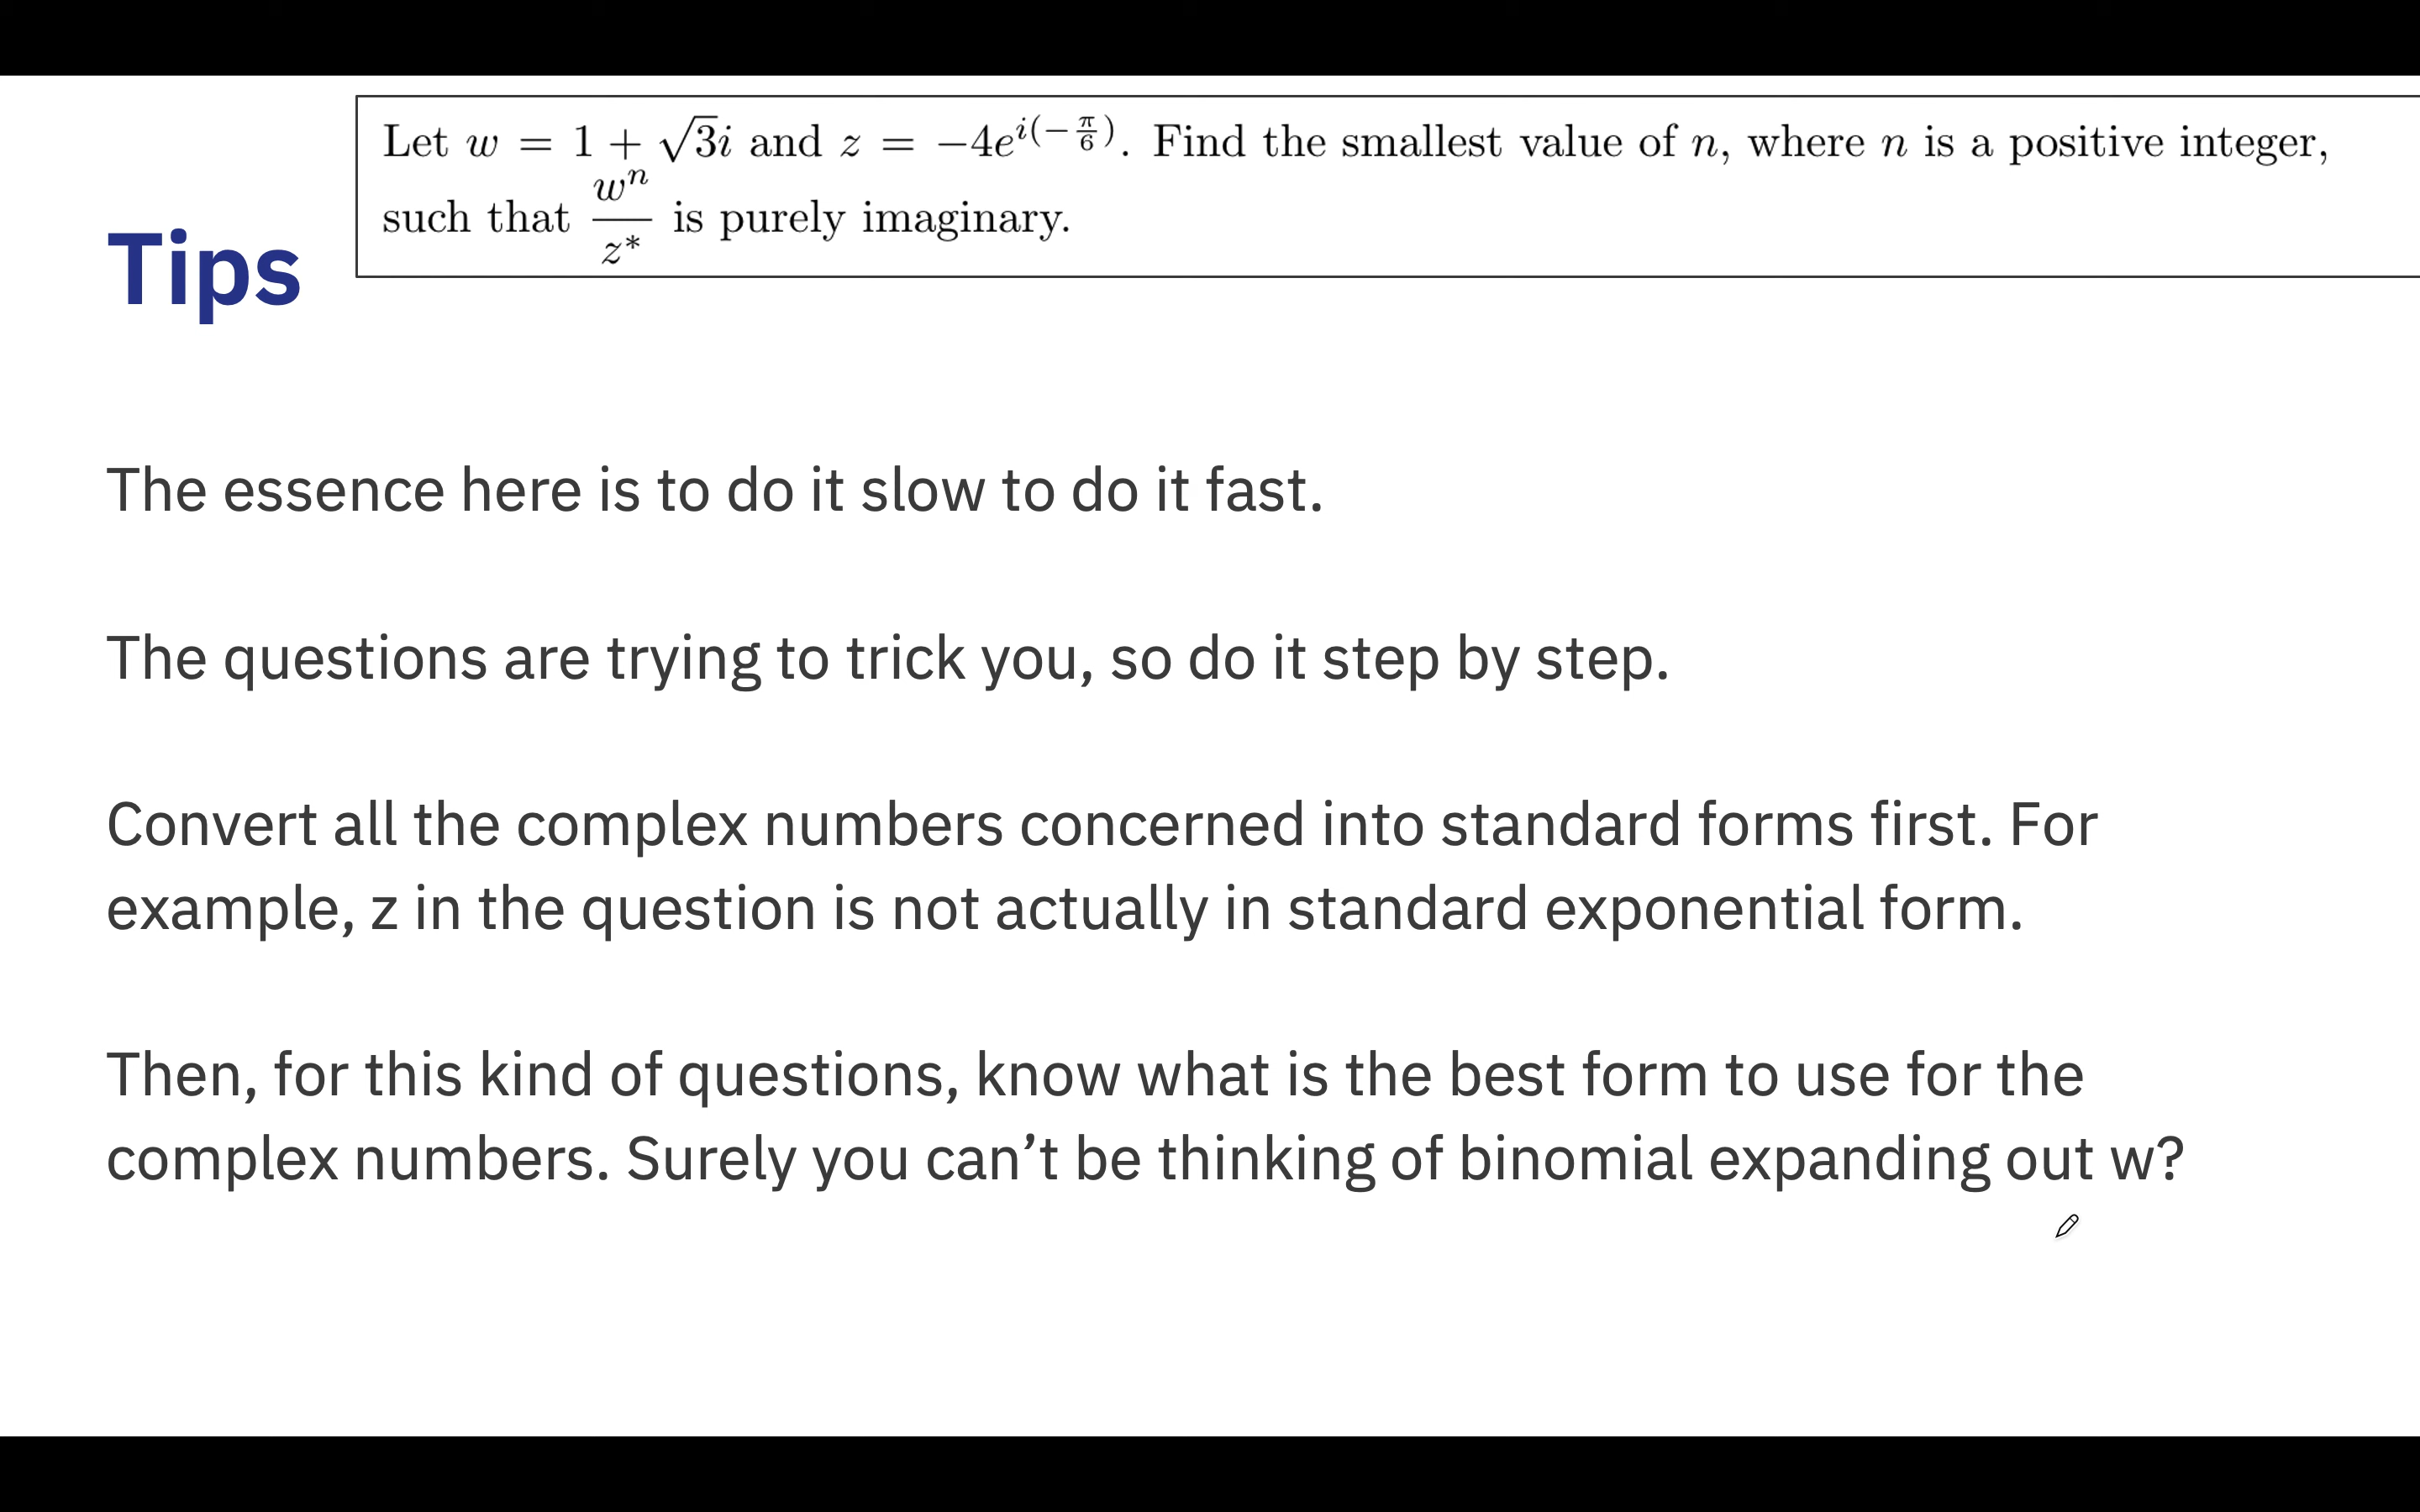 Let w = 1 + √3i and z = −4e^{i(−π/6)}. Find the smallest value of n, where n is a positive integer,
such that w^n/z* is purely imaginary.
Tips
The essence here is to do it slow to do it fast.
The questions are trying to trick you, so do it step by step.
Convert all the complex numbers concerned into standard forms first. For
example, z in the question is not actually in standard exponential form.
Then, for this kind of questions, know what is the best form to use for the
complex numbers. Surely you can’t be thinking of binomial expanding out w?